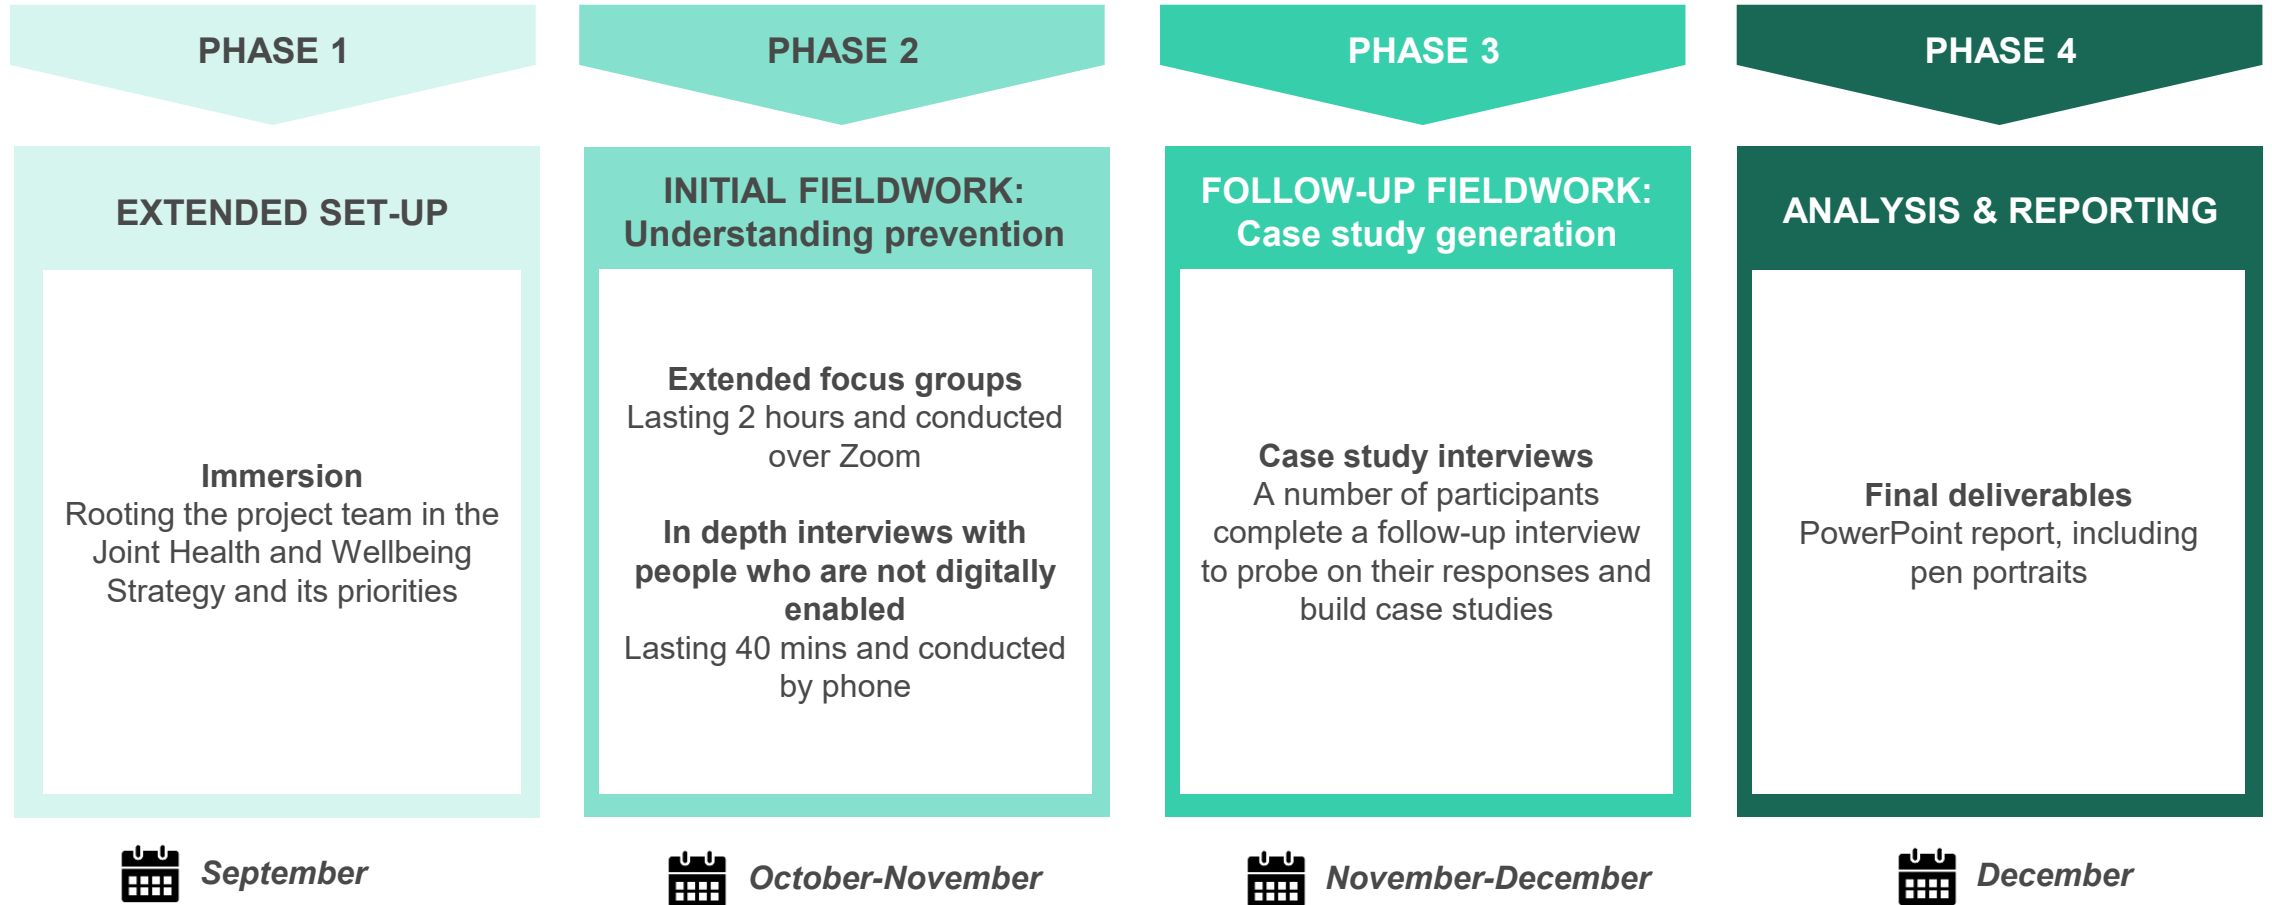 PHASE 1
EXTENDED SET-UP
Immersion
Rooting the project team in the
Joint Health and Wellbeing
Strategy and its priorities
September
PHASE 2
INITIAL FIELDWORK:
Understanding prevention
Extended focus groups
Lasting 2 hours and conducted
over Zoom
In depth interviews with
people who are not digitally
enabled
Lasting 40 mins and conducted
by phone
October-November
PHASE 3
FOLLOW-UP FIELDWORK:
Case study generation
Case study interviews
A number of participants
complete a follow-up interview
to probe on their responses and
build case studies
November-December
PHASE 4
ANALYSIS & REPORTING
Final deliverables
PowerPoint report, including
pen portraits
December